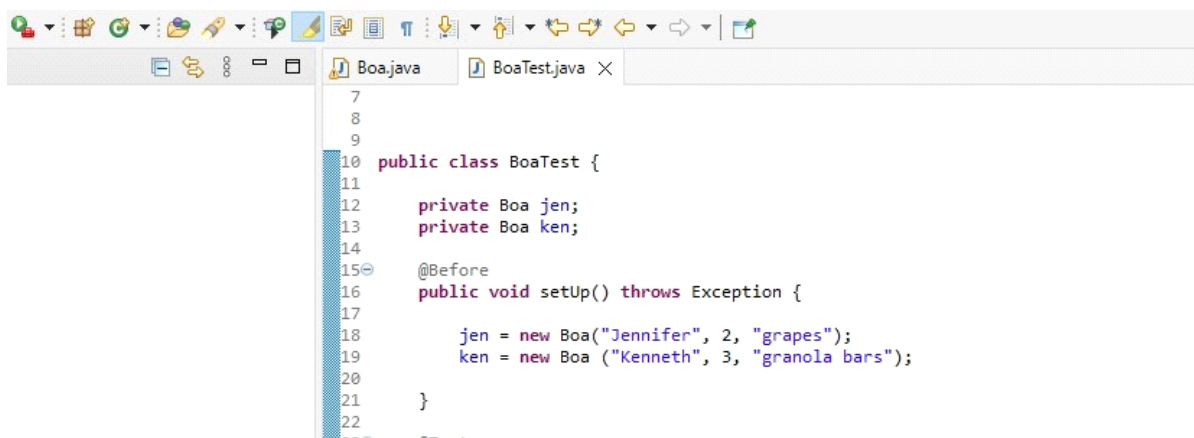 Boa.java
BoaTest.java
7
8
9
10 public class BoaTest {
11
12 private Boa jen;
13 private Boa ken;
14
15 @Before
16 public void setUp() throws Exception {
17
18 jen = new Boa("Jennifer", 2, "grapes");
19 ken = new Boa ("Kenneth", 3, "granola bars");
20
21 }
22